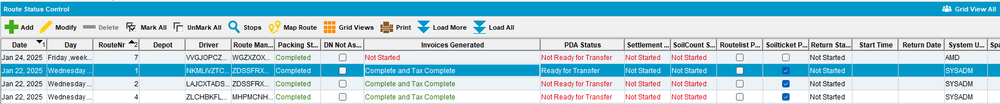 Route Status Control Grid View All
Add Modify Delete Mark All UnMark All Stops Map Route Grid Views Print Load More Load All
Date 1 Day RouteNr 2 Depot Driver Route Man... Packing St... DN Not As... Invoices Generated PDA Status Settlement ... SoilCount S... Routelist P... Soilticket P... Return Sta... Start Time Return Date System U... Spa
Jan 24, 2025 Friday ,week... 7 VVGJOPCZ... WGZXZOX... Completed Not Started Not Ready for Transfer Not Started Not Started Not Started AMD
Jan 22, 2025 Wednesday ... 1 NKMLIVZTC... ZDSSFRX... Completed Complete and Tax Complete Ready for Transfer Not Started Not Started Not Started SYSADM
Jan 22, 2025 Wednesday ... 2 LAJCXTADS... ZDSSFRX... Completed Complete and Tax Complete Not Ready for Transfer Not Started Not Started Not Started SYSADM
Jan 22, 2025 Wednesday ... 4 ZLCHBKFL... MHPMCNH... Completed Complete and Tax Complete Not Ready for Transfer Not Started Not Started Not Started SYSADM